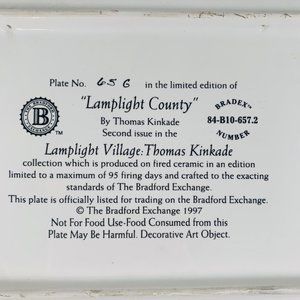 Plate No. 656 in the limited edition of
"Lamplight County"
By Thomas Kinkade
Second issue in the
Lamplight Village: Thomas Kinkade
collection which is produced on fired ceramic in an edition
limited to a maximum of 95 firing days and crafted to the exacting
standards of The Bradford Exchange.
This plate is officially listed for trading on the Bradford Exchange.
© The Bradford Exchange 1997
Not For Food Use-Food Consumed from this
Plate May Be Harmful. Decorative Art Object.
B
TM
BRADEX™
84-B10-657.2
NUMBER